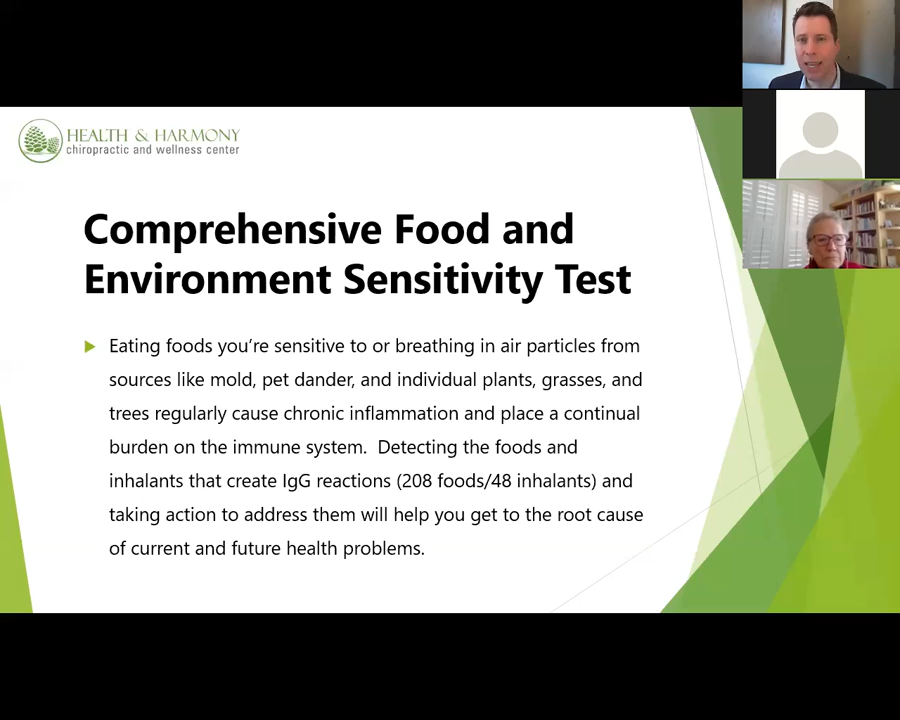 HEALTH & HARMONY
chiropractic and wellness center
Comprehensive Food and
Environment Sensitivity Test
Eating foods you're sensitive to or breathing in air particles from
sources like mold, pet dander, and individual plants, grasses, and
trees regularly cause chronic inflammation and place a continual
burden on the immune system.  Detecting the foods and
inhalants that create IgG reactions (208 foods/48 inhalants) and
taking action to address them will help you get to the root cause
of current and future health problems.